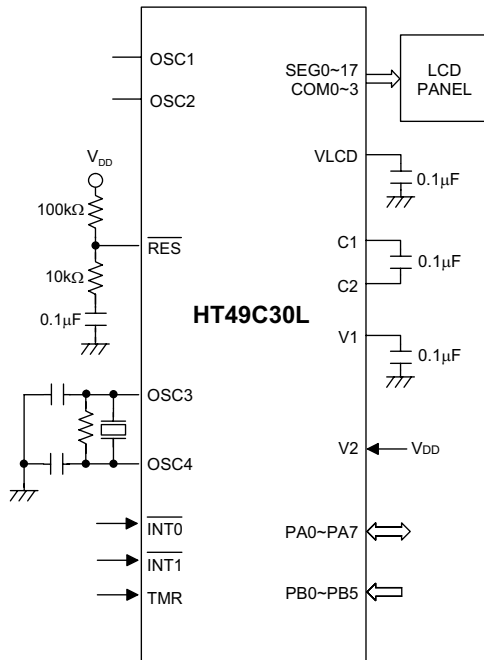 OSC1
OSC2
V_DD
100kΩ
RES
10kΩ
0.1μF
OSC3
OSC4
INT0
INT1
TMR
HT49C30L
SEG0~17
COM0~3
LCD
PANEL
VLCD
0.1μF
C1
0.1μF
C2
V1
0.1μF
V2
VDD
PA0~PA7
PB0~PB5